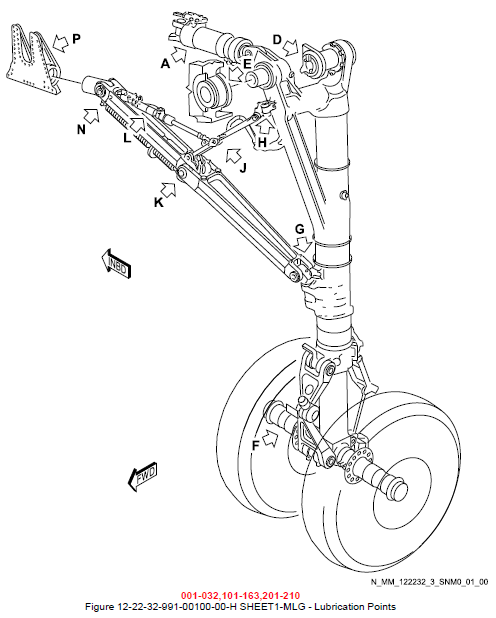 P
D
A
E
N
L
H
J
K
G
INBD
F
FWD
N_MM_122232_3_SNM0_01_00
001-032,101-163,201-210
Figure 12-22-32-991-00100-00-H SHEET1-MLG - Lubrication Points